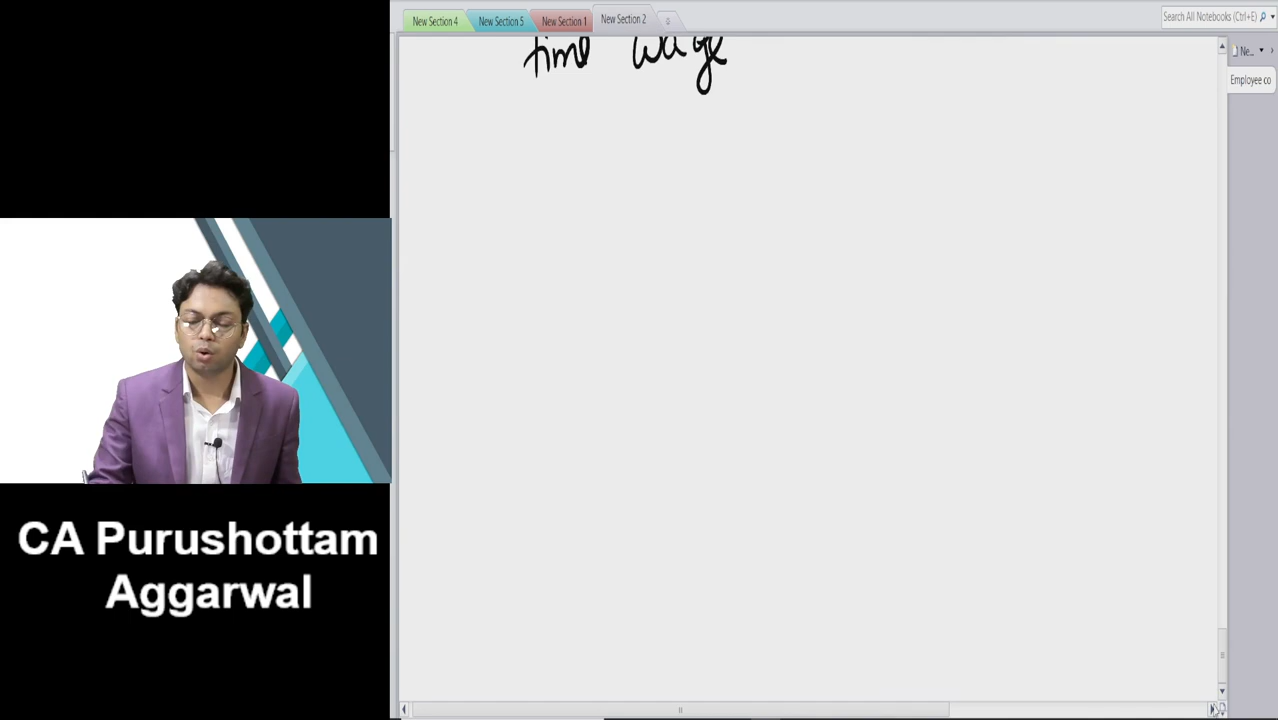 New Section 4
New Section 5
New Section 1
New Section 2
Search All Notebooks (Ctrl+E)
Ne...
Employee co
time wage
CA Purushottam
Aggarwal